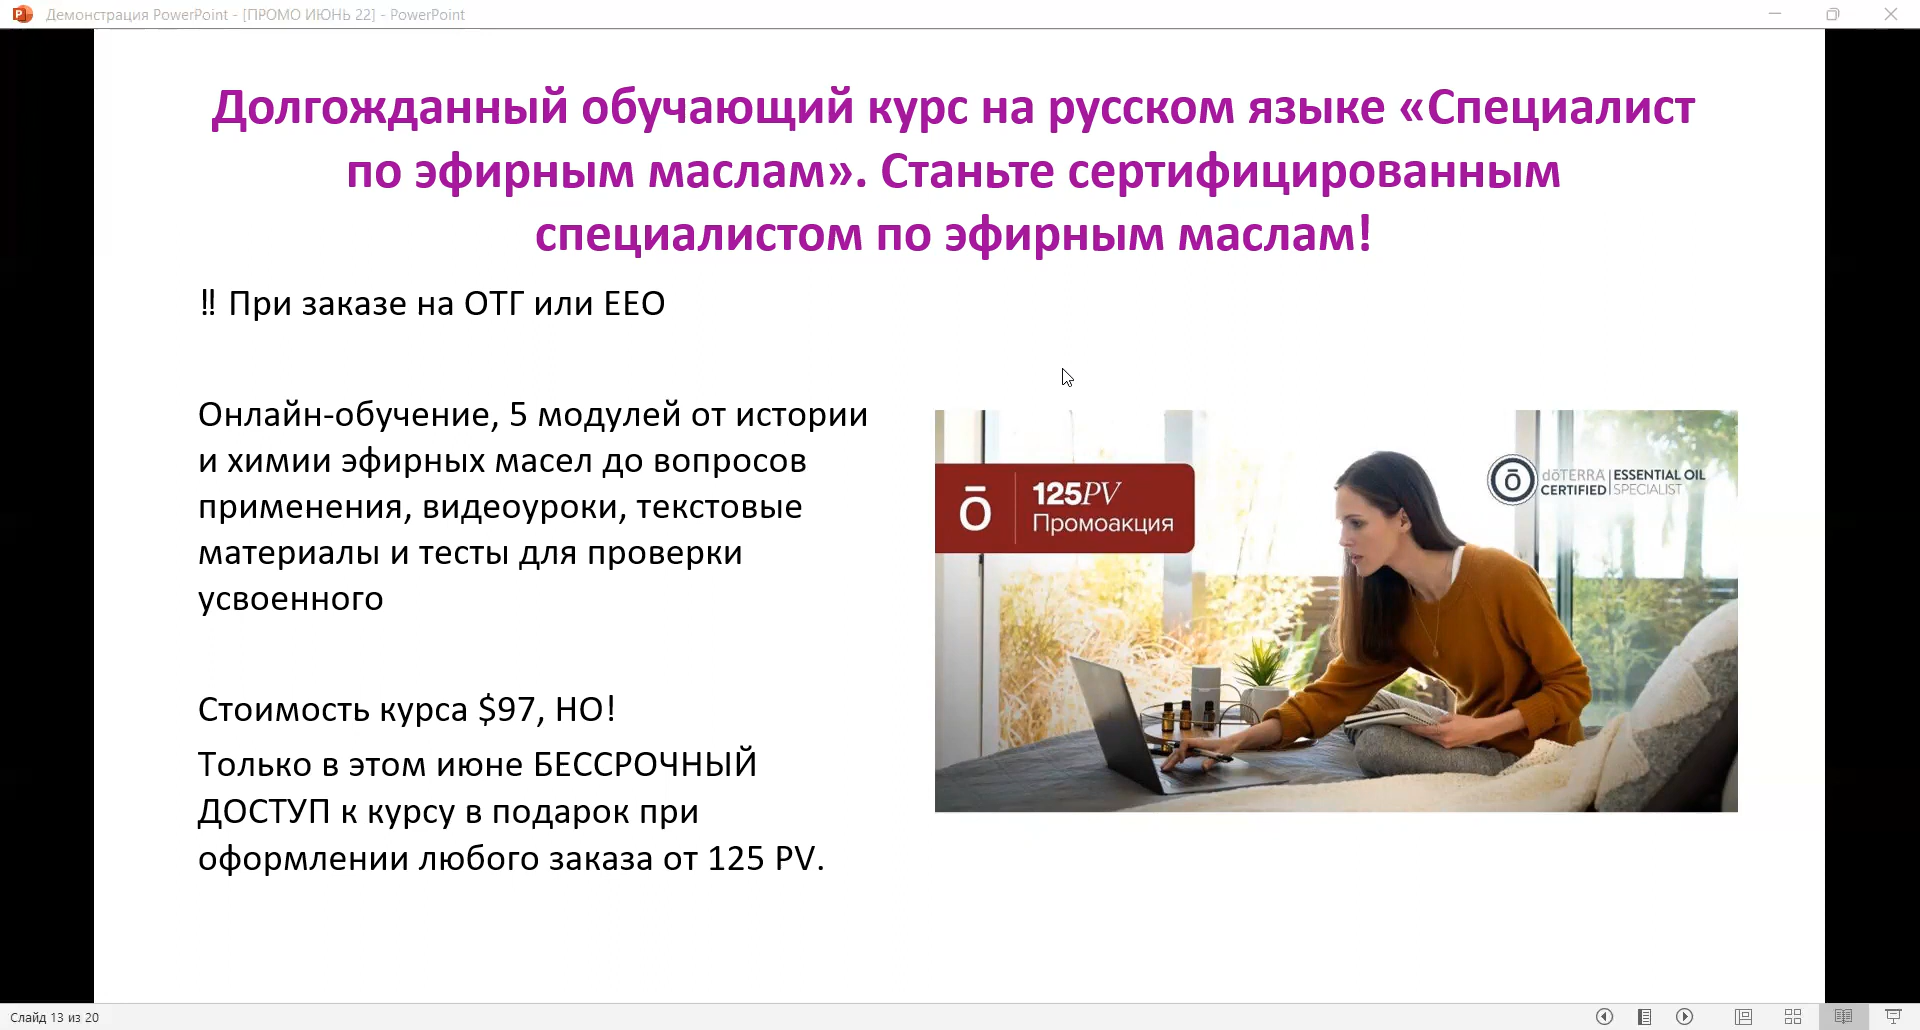 Демонстрация PowerPoint - [ПРОМО ИЮНЬ 22] - PowerPoint
Долгожданный обучающий курс на русском языке «Специалист
по эфирным маслам». Станьте сертифицированным
специалистом по эфирным маслам!
‼ При заказе на ОТГ или ЕЕО
Онлайн-обучение, 5 модулей от истории
и химии эфирных масел до вопросов
применения, видеоуроки, текстовые
материалы и тесты для проверки
усвоенного
Стоимость курса $97, НО!
Только в этом июне БЕССРОЧНЫЙ
ДОСТУП к курсу в подарок при
оформлении любого заказа от 125 PV.
ō
125PV
Промоакция
ō
dōTERRA | ESSENTIAL OIL
CERTIFIED | SPECIALIST
Слайд 13 из 20